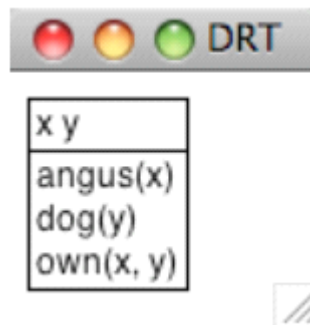 DRT
x y
angus(x)
dog(y)
own(x, y)